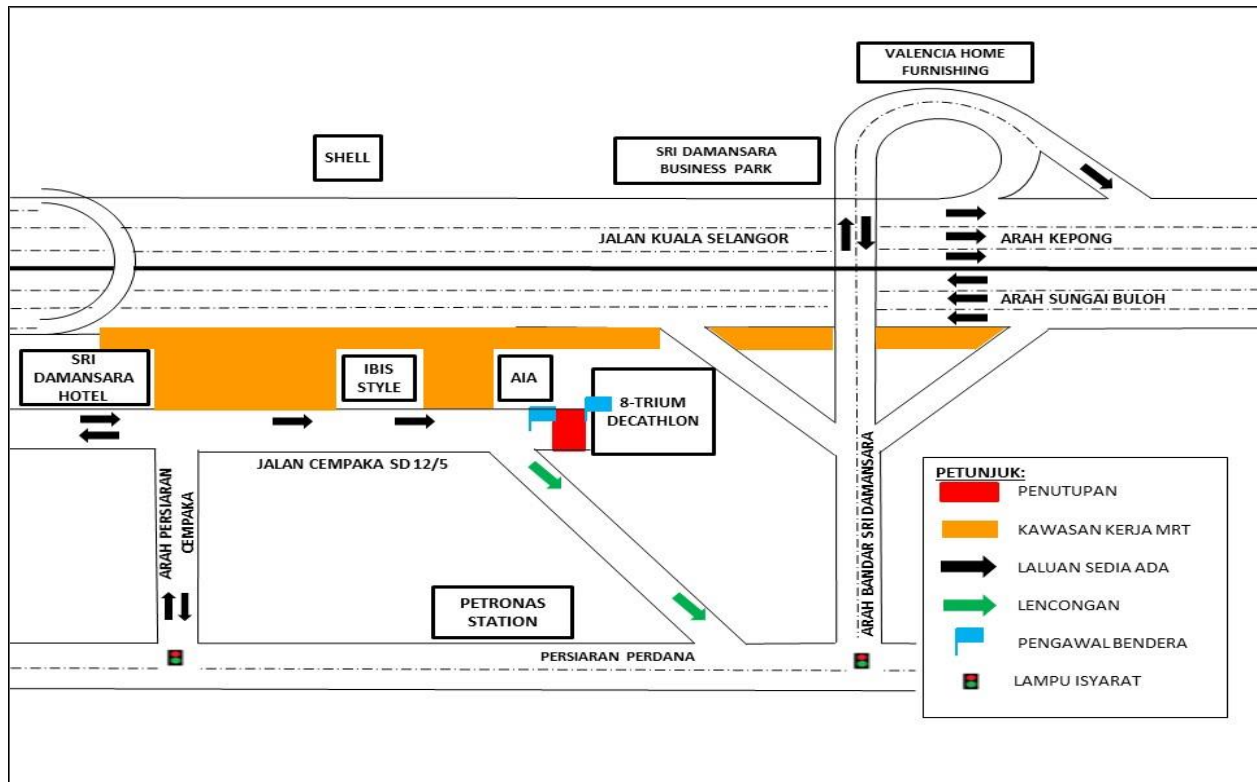 VALENCIA HOME
FURNISHING
SHELL
SRI DAMANSARA
BUSINESS PARK
JALAN KUALA SELANGOR
ARAH KEPONG
ARAH SUNGAI BULOH
SRI
DAMANSARA
HOTEL
IBIS
STYLE
AIA
8-TRIUM
DECATHLON
JALAN CEMPAKA SD 12/5
ARAH PERSIARAN
CEMPAKA
ARAH BANDAR SRI DAMANSARA
PETRONAS
STATION
PERSIARAN PERDANA
PETUNJUK:
PENUTUPAN
KAWASAN KERJA MRT
LALUAN SEDIA ADA
LENCONGAN
PENGAWAL BENDERA
LAMPU ISYARAT